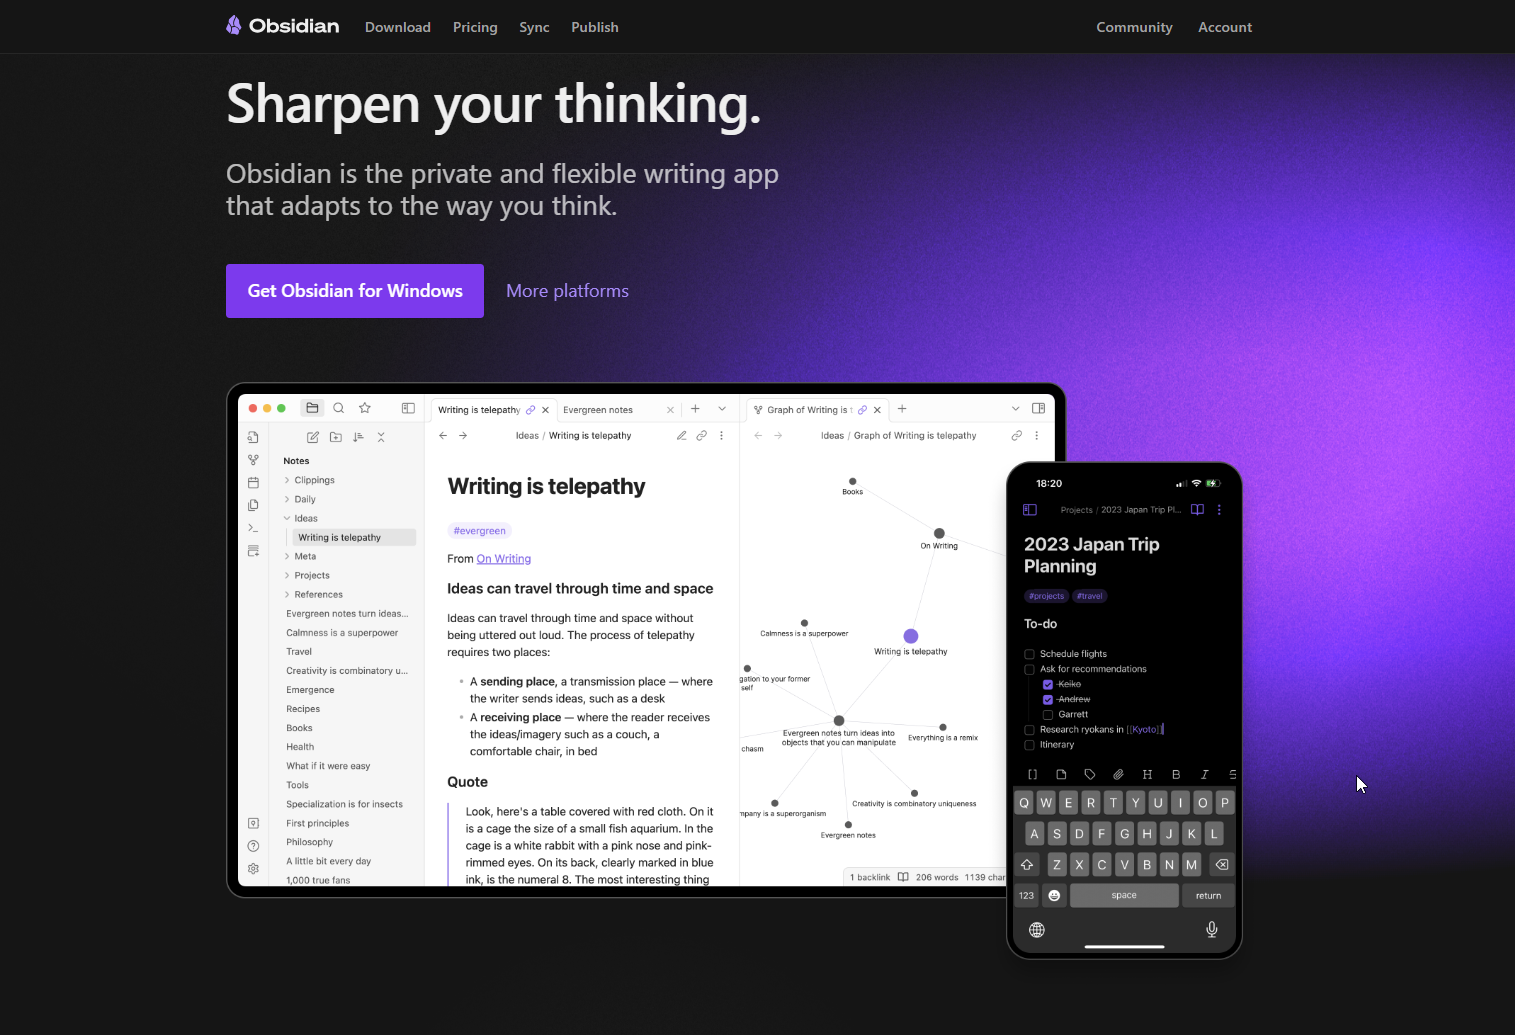 Obsidian
Download
Pricing
Sync
Publish
Community
Account
Sharpen your thinking.
Obsidian is the private and flexible writing app
that adapts to the way you think.
Get Obsidian for Windows
More platforms
Notes
Clippings
Daily
Ideas
Writing is telepathy
Meta
Projects
References
Evergreen notes turn ideas...
Calmness is a superpower
Travel
Creativity is combinatory u...
Emergence
Recipes
Books
Health
What if it were easy
Tools
Specialization is for insects
First principles
Philosophy
A little bit every day
1,000 true fans
Writing is telepathy
Evergreen notes
Ideas / Writing is telepathy
Writing is telepathy
#evergreen
From On Writing
Ideas can travel through time and space
Ideas can travel through time and space without
being uttered out loud. The process of telepathy
requires two places:
A sending place, a transmission place — where
the writer sends ideas, such as a desk
A receiving place — where the reader receives
the ideas/imagery such as a couch, a
comfortable chair, in bed
Quote
Look, here's a table covered with red cloth. On it
is a cage the size of a small fish aquarium. In the
cage is a white rabbit with a pink nose and pink-
rimmed eyes. On its back, clearly marked in blue
ink, is the numeral 8. The most interesting thing
Graph of Writing is t
Ideas / Graph of Writing is telepathy
Books
On Writing
Calmness is a superpower
Writing is telepathy
gation to your former
self
Evergreen notes turn ideas into
objects that you can manipulate
Everything is a remix
chasm
Creativity is combinatory uniqueness
mpany is a superorganism
Evergreen notes
1 backlink
206 words
1139 char
18:20
Projects / 2023 Japan Trip Pl...
2023 Japan Trip
Planning
#projects #travel
To-do
Schedule flights
Ask for recommendations
Keiko
Andrew
Garrett
Research ryokans in [[Kyoto]]
Itinerary
[] H B I S
Q W E R T Y U I O P
A S D F G H J K L
Z X C V B N M
123 space return